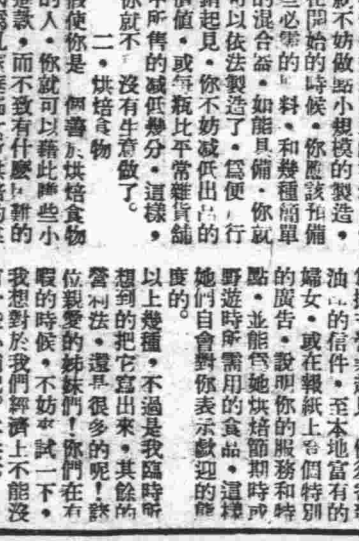 就不妨做點小規模的製造，
花開始的時候，你應該預備
些必需的 料，和幾種簡單
的混合器，如能具備，你就
可以依法製造了，爲便 行
銷起見，你不妨減低出品的
價值，或每瓶比平常雜貨舖
所售的減低幾分，這樣，
你就不 沒有生意做了。
二，烘焙食物
假使你是 個善於烘焙食物
的人，你就可以藉此賺些小
款，而不致有什麼 難的
油 的信件，至本地富有的
婦女，或在報紙上 個特別
的廣告，說明你的服務和特
點，並能爲她烘焙節期時或
野遊時所需用的食品，這樣
她們自會對你表示歡迎的態
度的。
以上幾種，不過是我臨時所
想到的把它寫出來，其餘的
營利法，還是很多的呢！諸
位親愛的姊妹們！你們在有
暇的時候，不妨來試一下，
我想對於我們經濟上不能沒